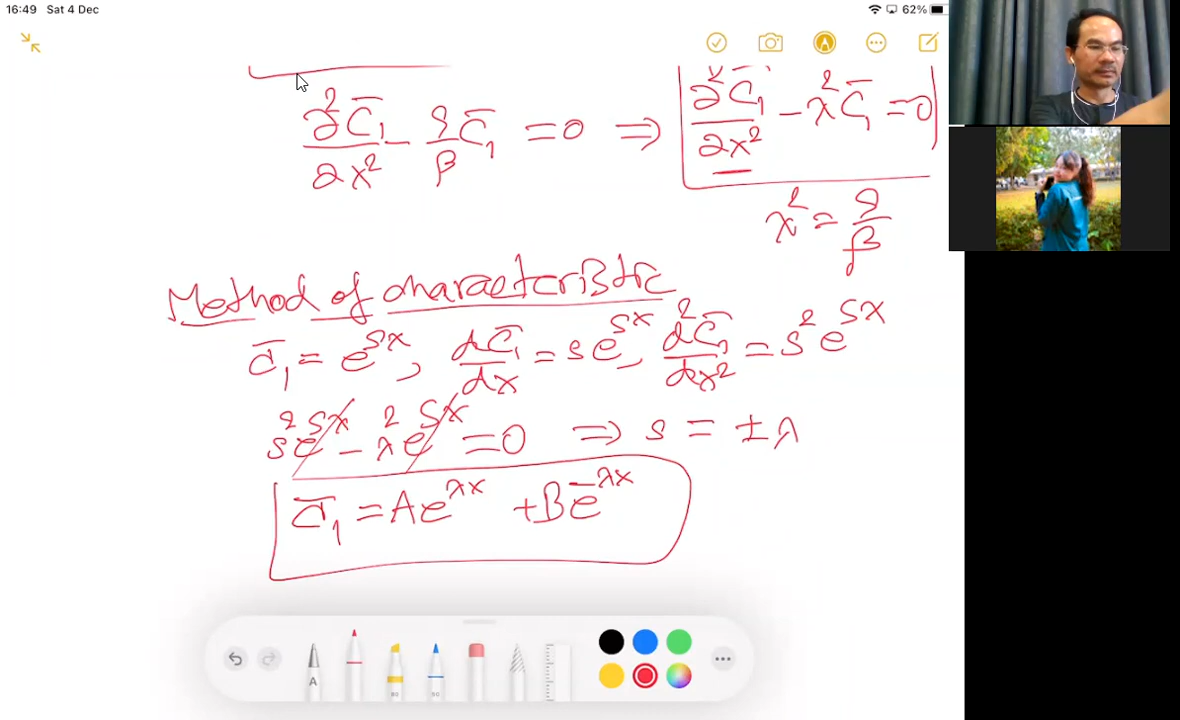 16:49 Sat 4 Dec 62%
∂²C̄₁/∂x² − (q/β) C̄₁ = 0 ⇒ ∂²C̄₁/∂x² − λ²C̄₁ = 0
λ² = q/β
Method of characteristic
C̄₁ = e^{sx}, dC̄₁/dx = se^{sx}, d²C̄₁/dx² = s²e^{sx}
s²e^{sx} − λ²e^{sx} = 0 ⇒ s = ±λ
C̄₁ = Ae^{λx} + Be^{−λx}
A
80 50